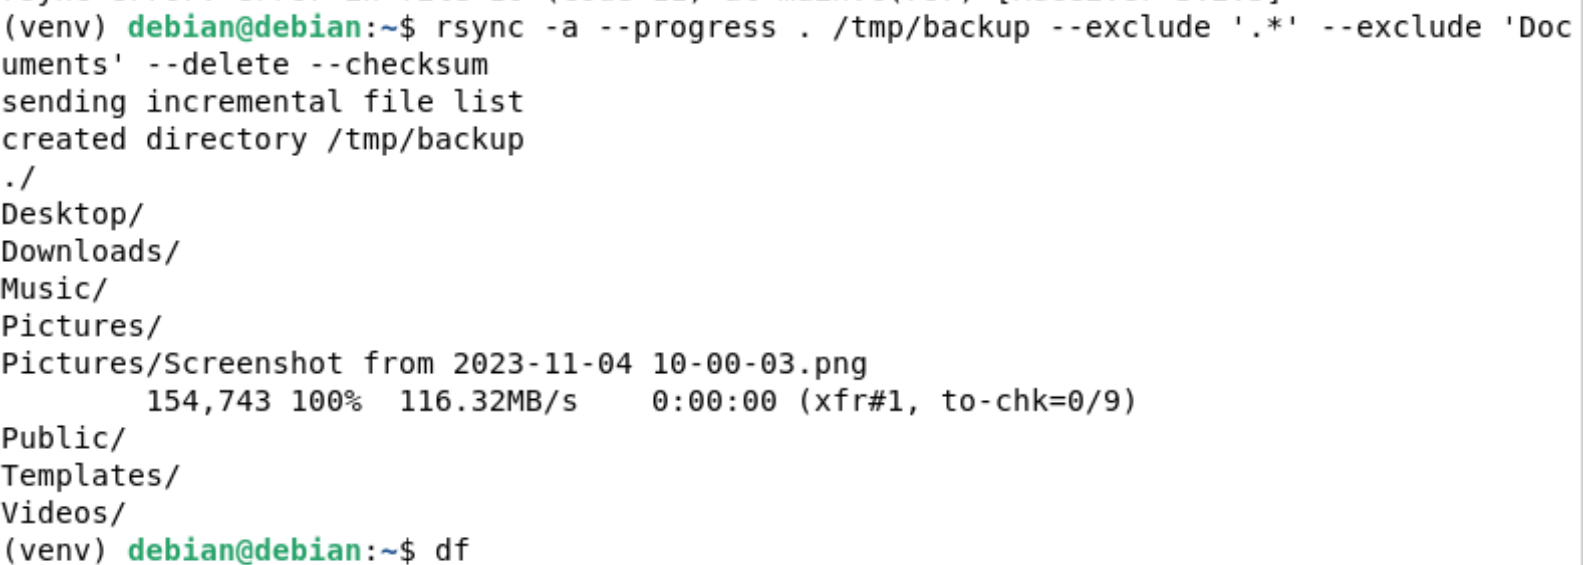 (venv) debian@debian:~$ rsync -a --progress . /tmp/backup --exclude '.*' --exclude 'Doc
uments' --delete --checksum
sending incremental file list
created directory /tmp/backup
./
Desktop/
Downloads/
Music/
Pictures/
Pictures/Screenshot from 2023-11-04 10-00-03.png
        154,743 100%  116.32MB/s    0:00:00 (xfr#1, to-chk=0/9)
Public/
Templates/
Videos/
(venv) debian@debian:~$ df